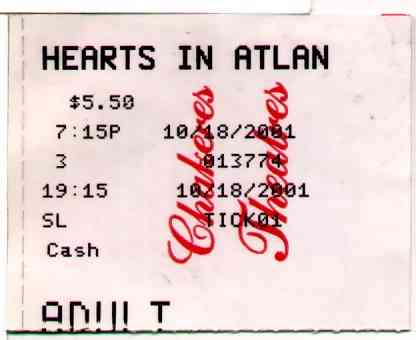 HEARTS IN ATLAN
$5.50
7:15P 10/18/2001
3 013774
19:15 10/18/2001
SL TICK01
Cash
ADULT
Chakeres
Theatres